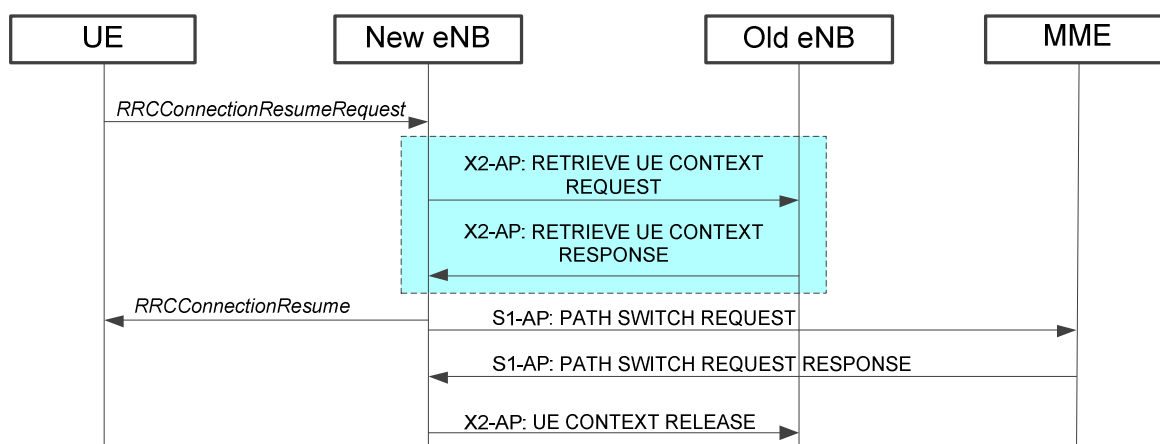 UE
New eNB
Old eNB
MME
RRCConnectionResumeRequest
X2-AP: RETRIEVE UE CONTEXT
REQUEST
X2-AP: RETRIEVE UE CONTEXT
RESPONSE
RRCConnectionResume
S1-AP: PATH SWITCH REQUEST
S1-AP: PATH SWITCH REQUEST RESPONSE
X2-AP: UE CONTEXT RELEASE